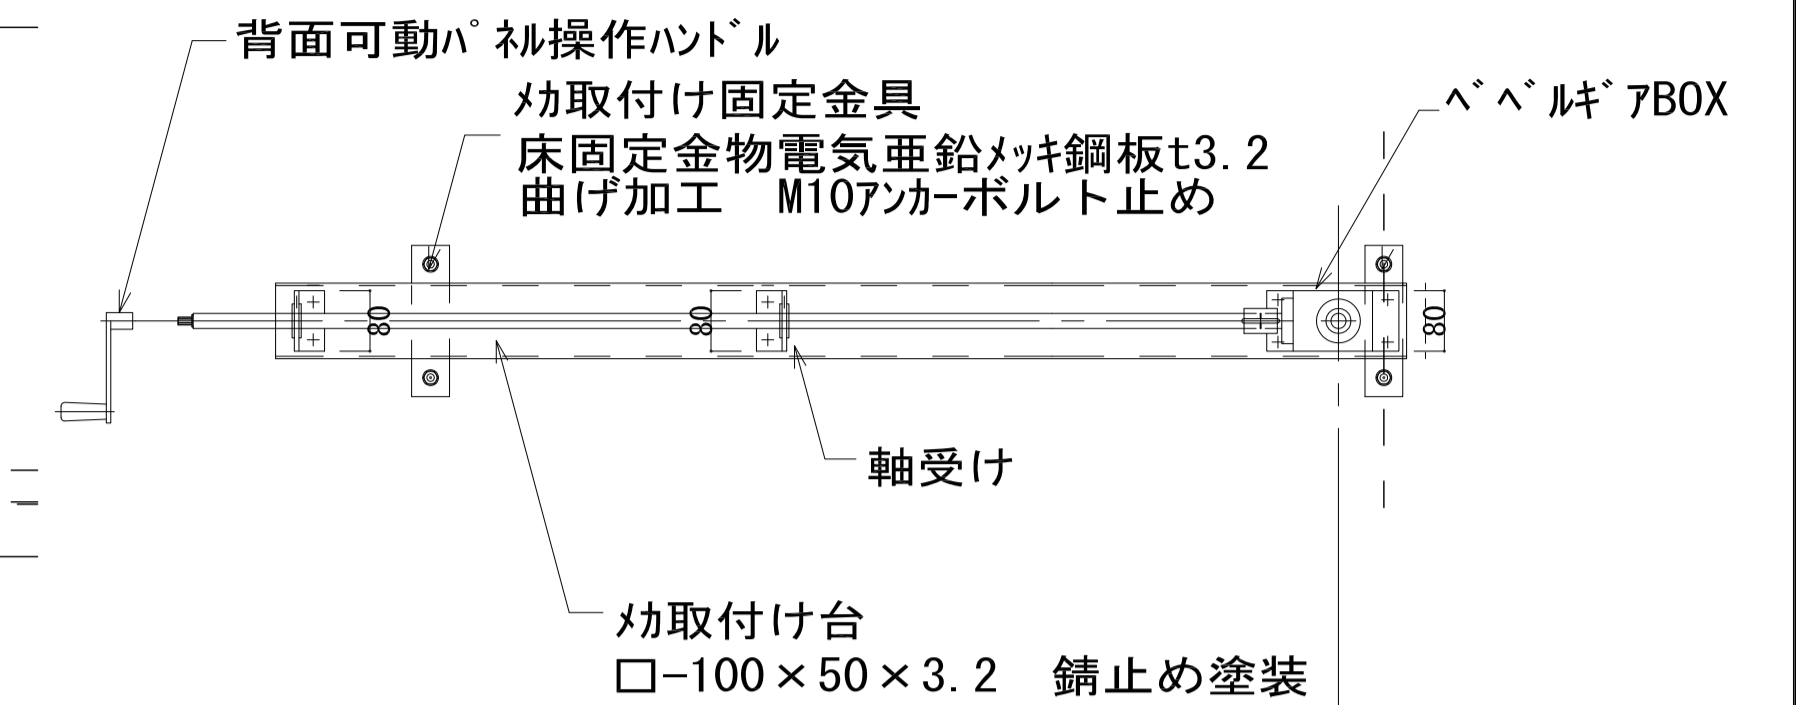 背面可動ﾊﾟﾈﾙ操作ﾊﾝﾄﾞﾙ
ﾒｶ取付け固定金具
床固定金物電気亜鉛ﾒｯｷ鋼板t3.2
曲げ加工　M10ｱﾝｶｰボルト止め
ﾍﾞﾍﾞﾙｷﾞｱBOX
80
80
80
軸受け
ﾒｶ取付け台
□-100×50×3.2　錆止め塗装